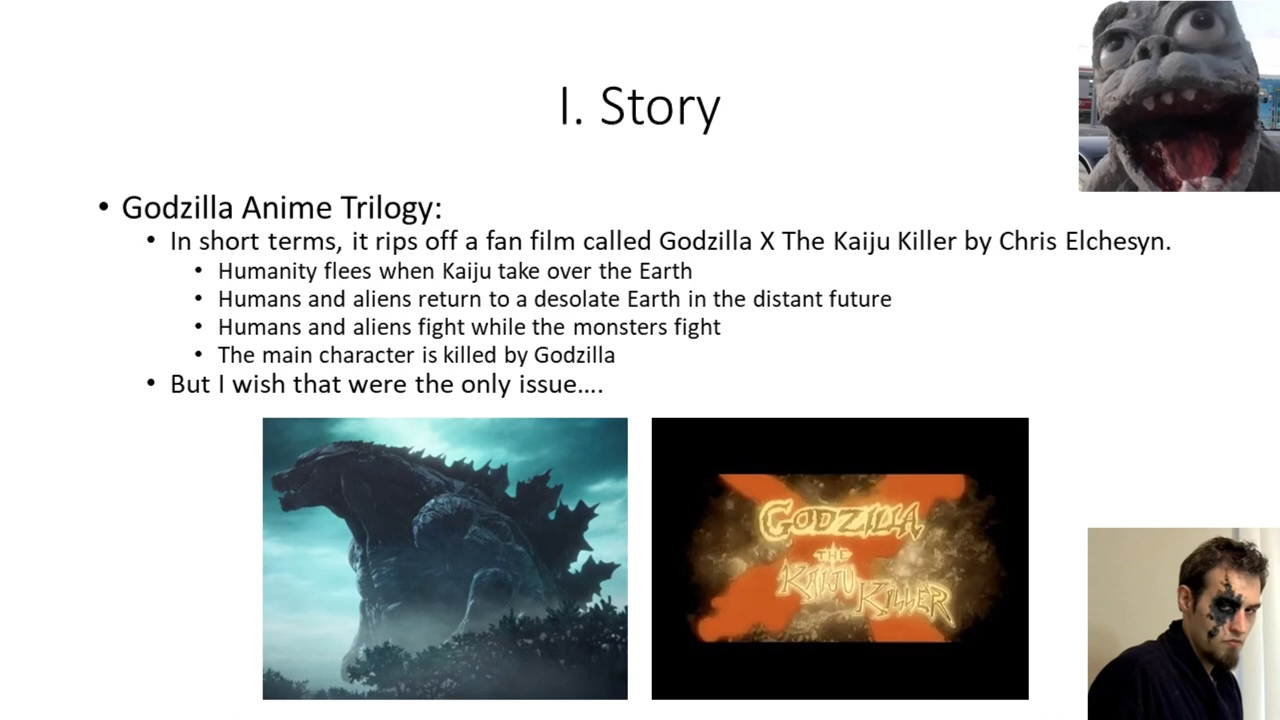 I. Story
• Godzilla Anime Trilogy:
• In short terms, it rips off a fan film called Godzilla X The Kaiju Killer by Chris Elchesyn.
• Humanity flees when Kaiju take over the Earth
• Humans and aliens return to a desolate Earth in the distant future
• Humans and aliens fight while the monsters fight
• The main character is killed by Godzilla
• But I wish that were the only issue....
GODZILLA
THE
KAIJU
KILLER